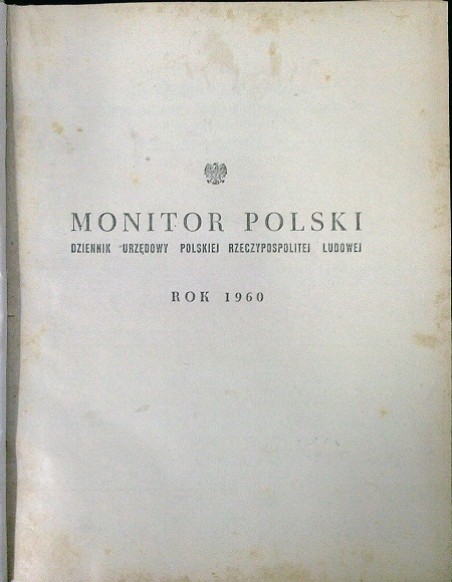 MONITOR POLSKI
DZIENNIK URZĘDOWY POLSKIEJ RZECZYPOSPOLITEJ LUDOWEJ
ROK 1960